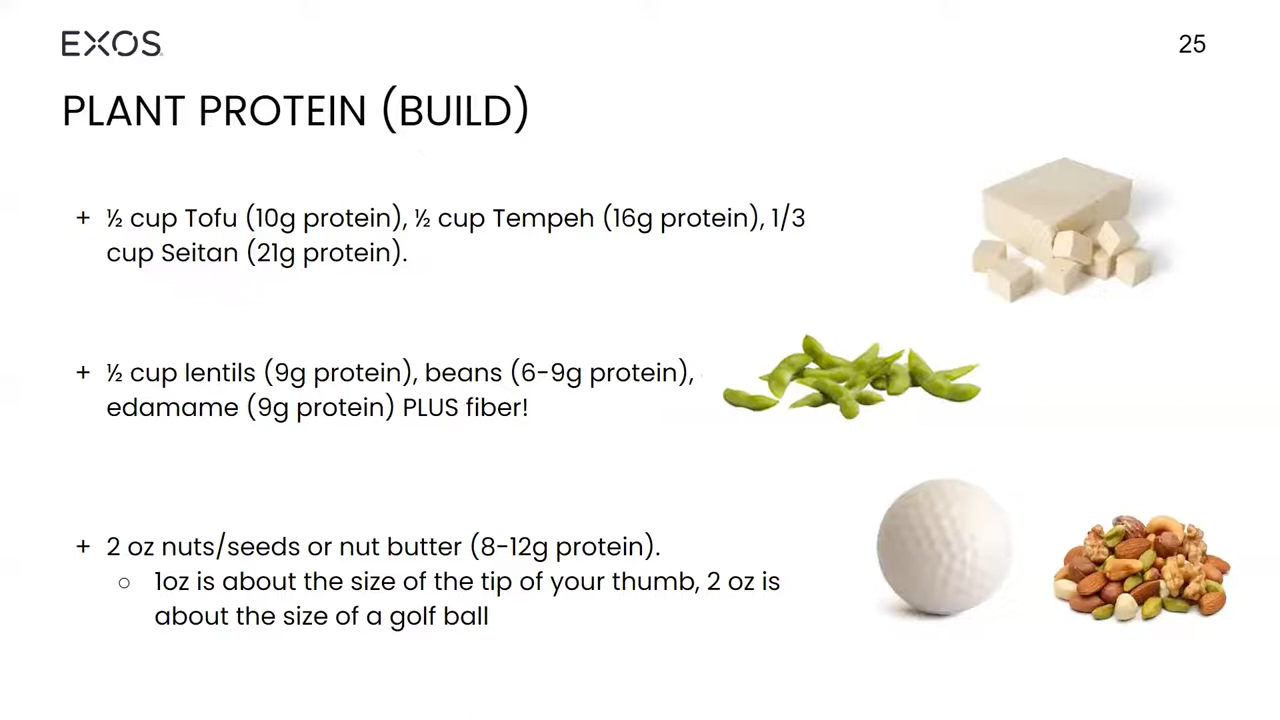 EXOS
25
PLANT PROTEIN (BUILD)
+ ½ cup Tofu (10g protein), ½ cup Tempeh (16g protein), 1/3
cup Seitan (21g protein).
+ ½ cup lentils (9g protein), beans (6-9g protein),
edamame (9g protein) PLUS fiber!
+ 2 oz nuts/seeds or nut butter (8-12g protein).
○ 1oz is about the size of the tip of your thumb, 2 oz is
about the size of a golf ball